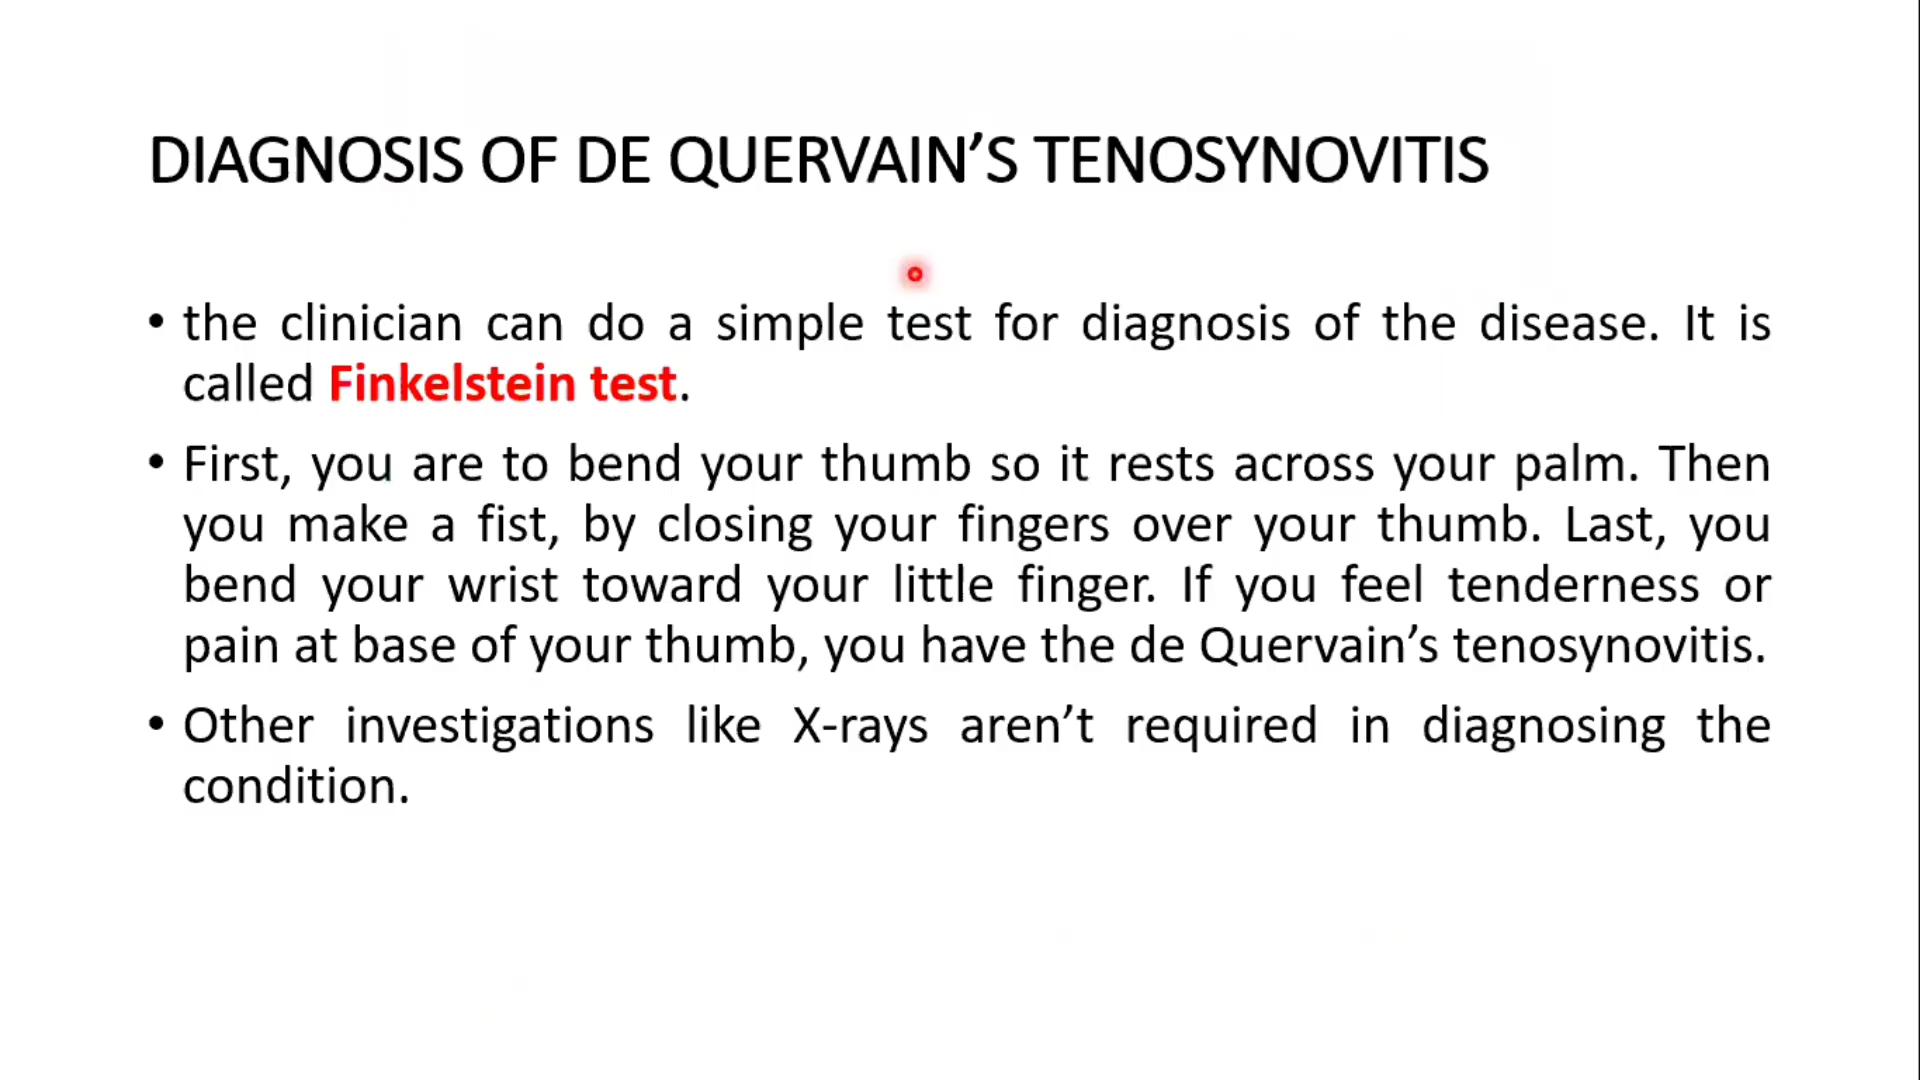 DIAGNOSIS OF DE QUERVAIN’S TENOSYNOVITIS
• the clinician can do a simple test for diagnosis of the disease. It is
called Finkelstein test.
• First, you are to bend your thumb so it rests across your palm. Then
you make a fist, by closing your fingers over your thumb. Last, you
bend your wrist toward your little finger. If you feel tenderness or
pain at base of your thumb, you have the de Quervain’s tenosynovitis.
• Other investigations like X-rays aren’t required in diagnosing the
condition.